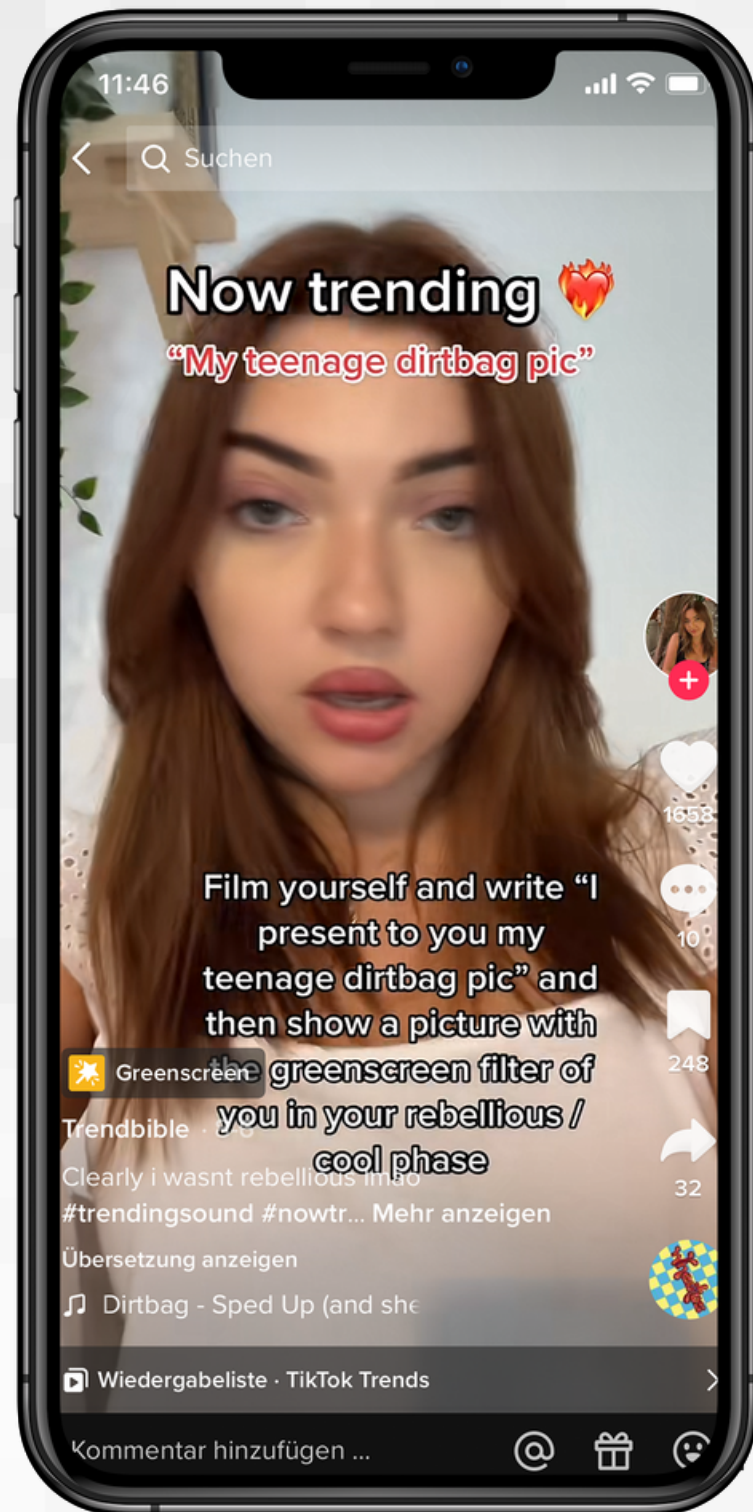 11:46
Suchen
Now trending ❤️‍🔥
“My teenage dirtbag pic”
Film yourself and write “I
present to you my
teenage dirtbag pic” and
then show a picture with
the greenscreen filter of
you in your rebellious /
cool phase
1658
10
248
32
Greenscreen
Trendbible ·
Clearly i wasnt rebellious lmao
#trendingsound #nowtr... Mehr anzeigen
Übersetzung anzeigen
Dirtbag - Sped Up (and she
Wiedergabeliste · TikTok Trends
Kommentar hinzufügen ...